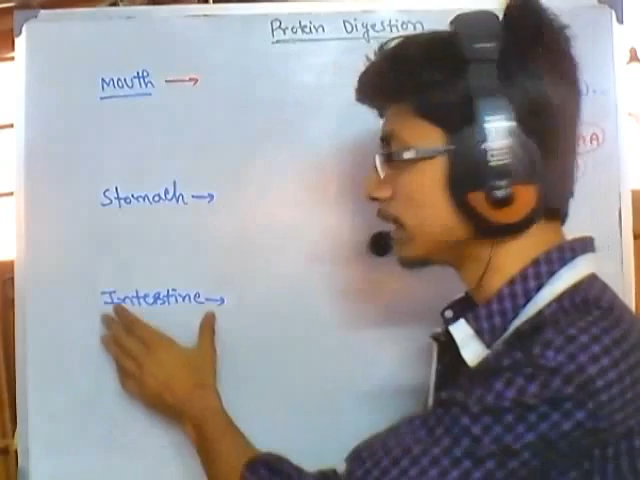 Protein Digestion
Mouth →
Stomach →
Intestine →